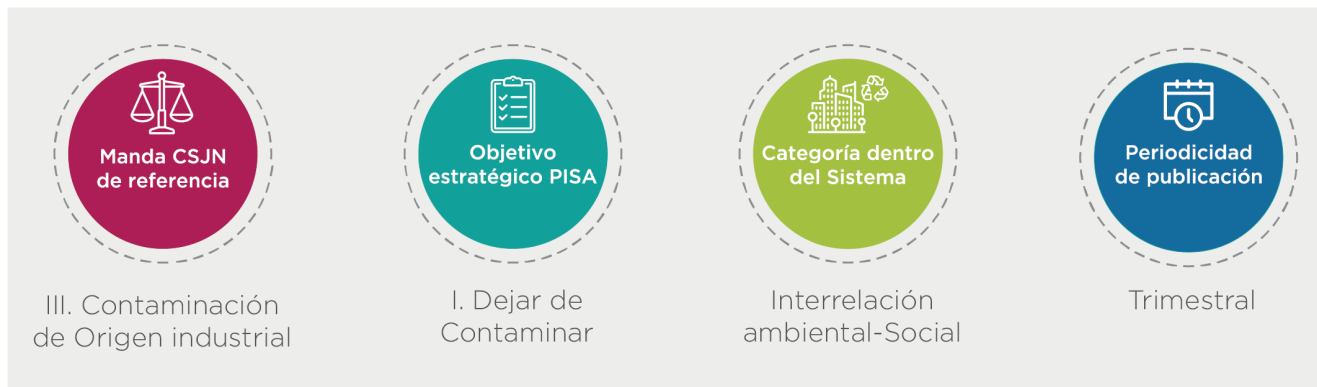 Manda CSJN
de referencia
III. Contaminación
de Origen industrial
Objetivo
estratégico PISA
I. Dejar de
Contaminar
Categoría dentro
del Sistema
Interrelación
ambiental-Social
Periodicidad
de publicación
Trimestral